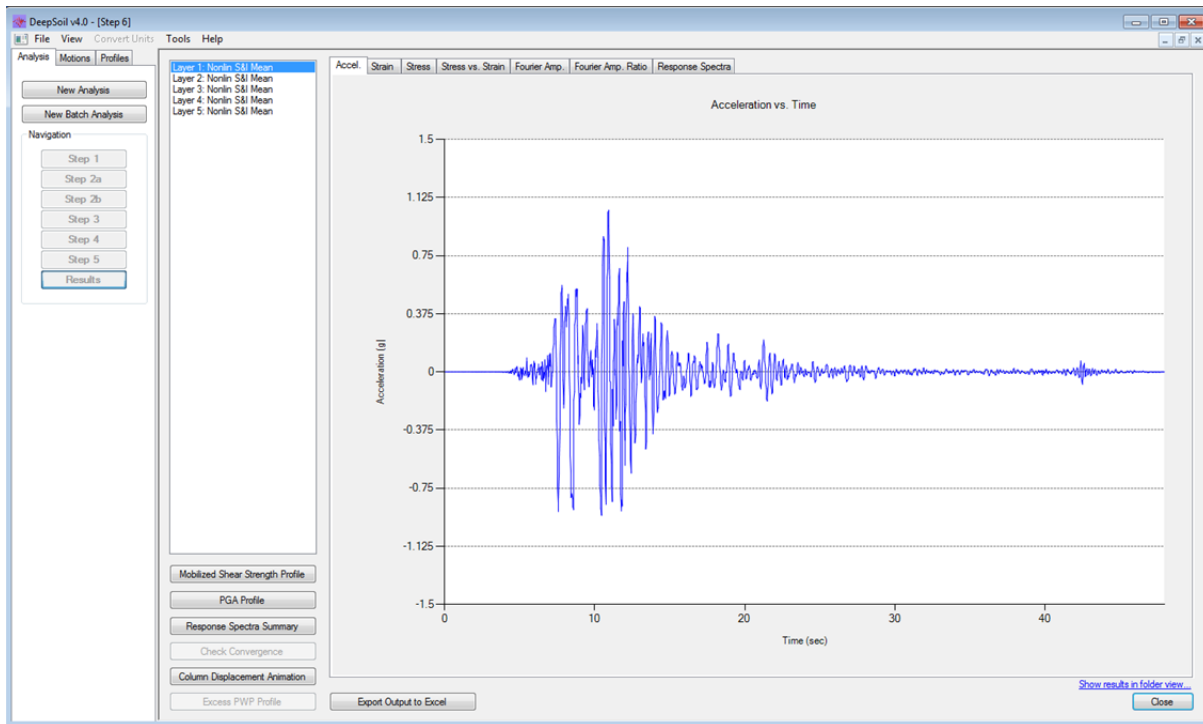 DeepSoil v4.0 - [Step 6]
File View Convert Units Tools Help
Analysis Motions Profiles
New Analysis
New Batch Analysis
Navigation
Step 1
Step 2a
Step 2b
Step 3
Step 4
Step 5
Results
Layer 1: Nonlin S&I Mean
Layer 2: Nonlin S&I Mean
Layer 3: Nonlin S&I Mean
Layer 4: Nonlin S&I Mean
Layer 5: Nonlin S&I Mean
Mobilized Shear Strength Profile
PGA Profile
Response Spectra Summary
Check Convergence
Column Displacement Animation
Excess PWP Profile
Accel. Strain Stress Stress vs. Strain Fourier Amp. Fourier Amp. Ratio Response Spectra
Acceleration vs. Time
1.5
1.125
0.75
0.375
0
-0.375
-0.75
-1.125
-1.5
Acceleration [g]
0 10 20 30 40
Time (sec)
Show results in folder view...
Export Output to Excel
Close